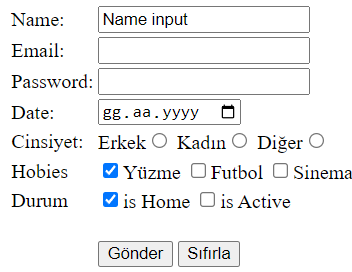 Name: Name input
Email:
Password:
Date: gg.aa.yyyy
Cinsiyet: Erkek Kadın Diğer
Hobies Yüzme Futbol Sinema
Durum is Home is Active
Gönder Sıfırla